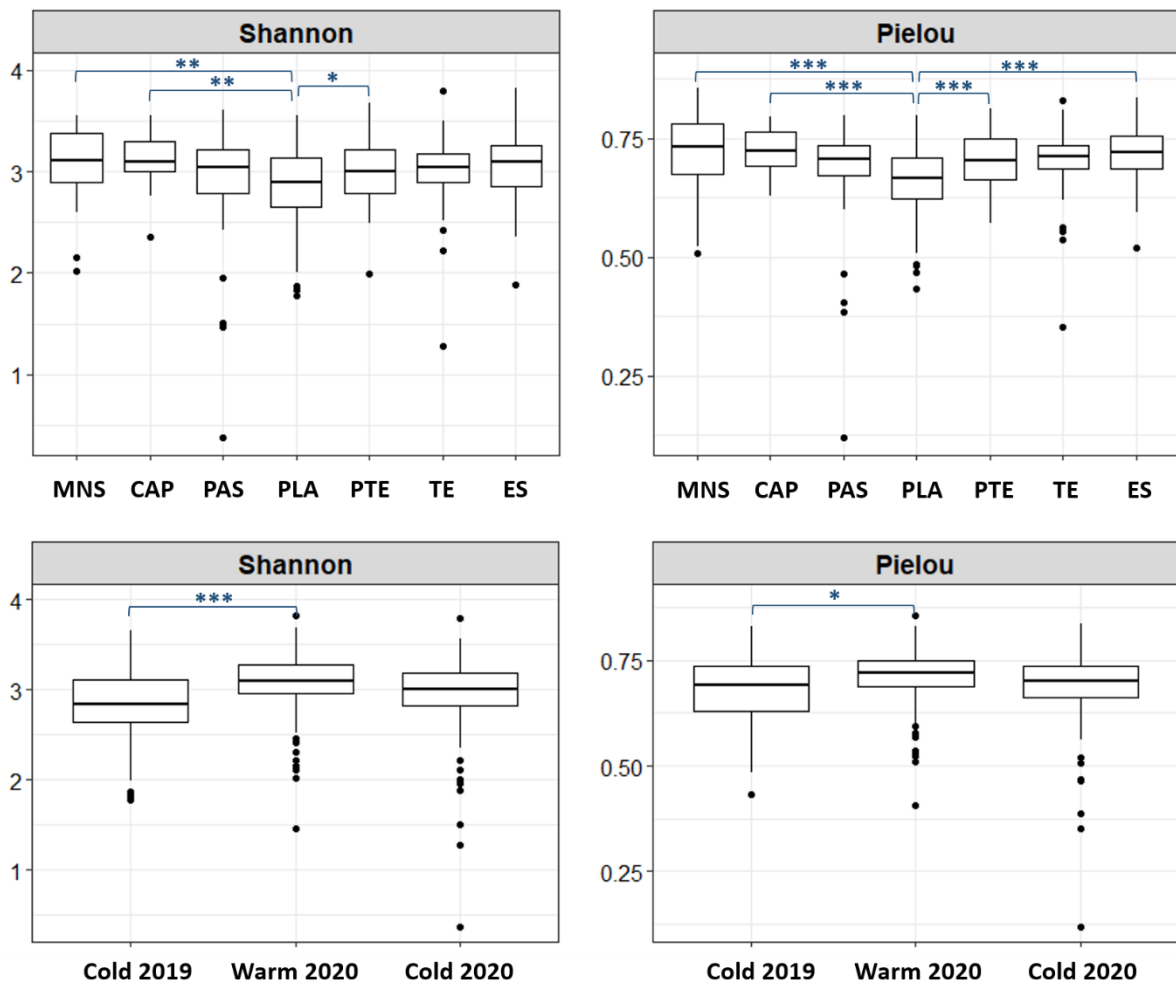 Shannon
Pielou
** ***
** * *** ***
***
4
3
2
1
0.75
0.50
0.25
MNS CAP PAS PLA PTE TE ES
MNS CAP PAS PLA PTE TE ES
Shannon
Pielou
***
*
4
3
2
1
0.75
0.50
0.25
Cold 2019 Warm 2020 Cold 2020
Cold 2019 Warm 2020 Cold 2020